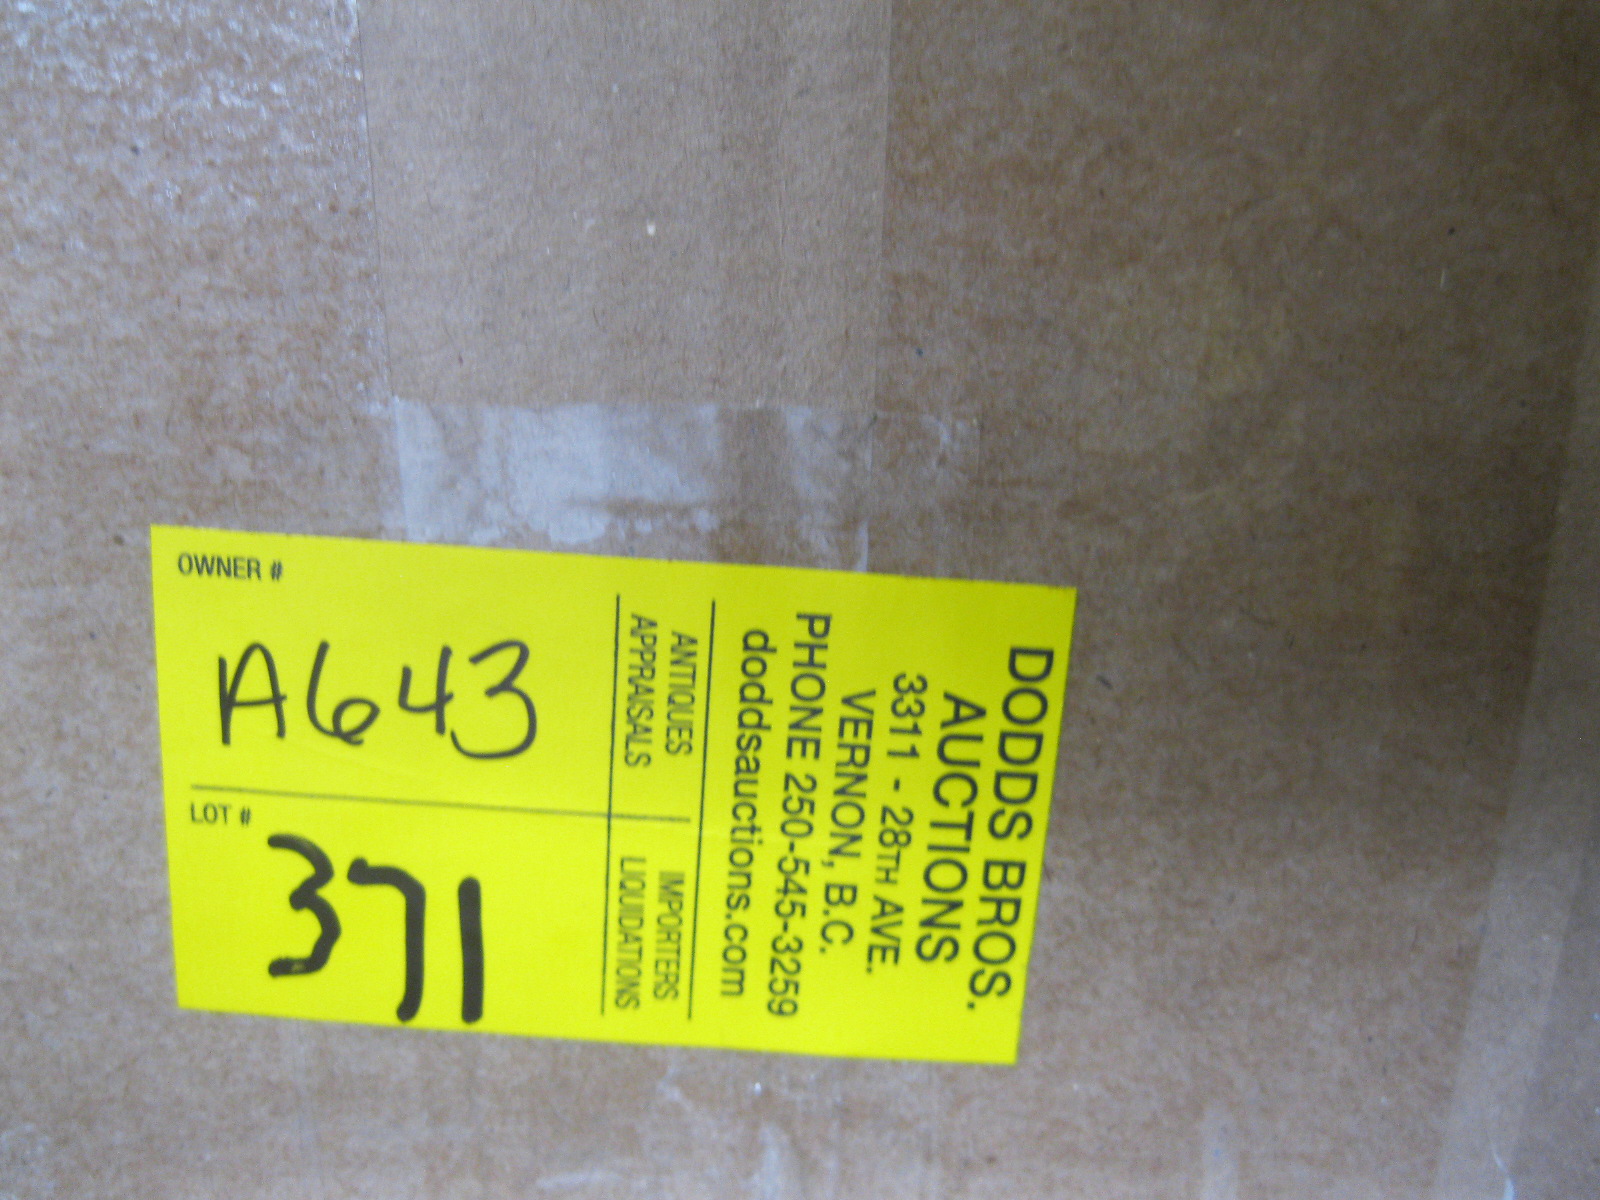 DODDS BROS.
AUCTIONS
3311 - 28TH AVE.
VERNON, B.C.
PHONE 250-545-3259
doddsauctions.com
ANTIQUES IMPORTERS
APPRAISALS LIQUIDATIONS
OWNER #
A643
LOT #
371